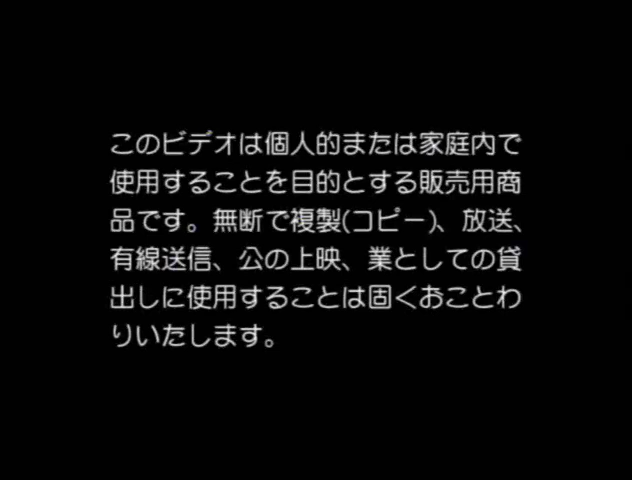 このビデオは個人的または家庭内で
使用することを目的とする販売用商
品です。無断で複製(コピー)、放送、
有線送信、公の上映、業としての貸
出しに使用することは固くおことわ
りいたします。